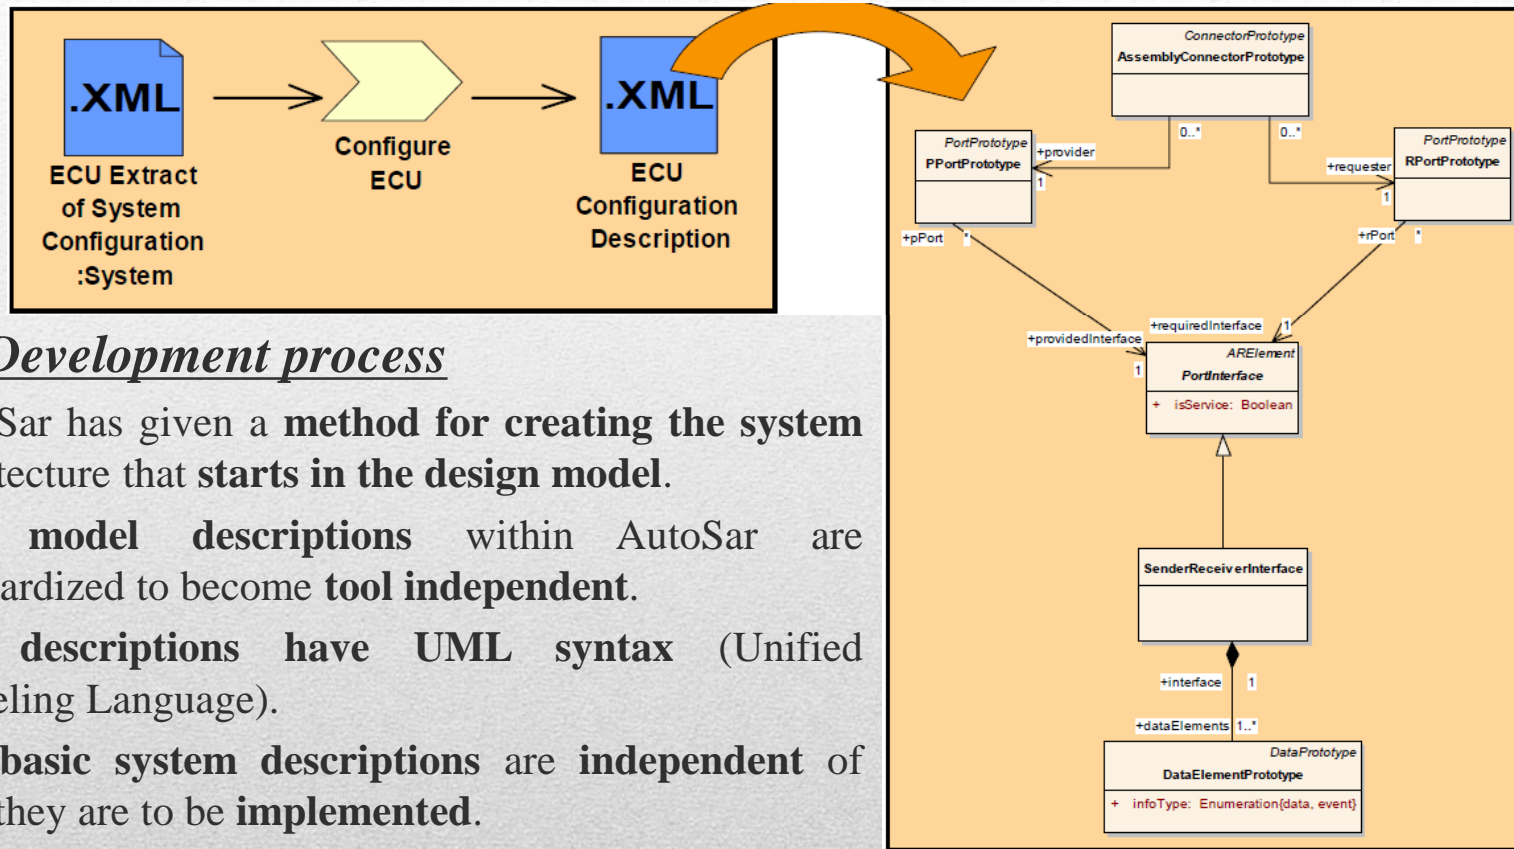 .XML
ECU Extract
of System
Configuration
:System
Configure
ECU
.XML
ECU
Configuration
Description
Development process
Sar has given a method for creating the system
tecture that starts in the design model.
model descriptions within AutoSar are
ardized to become tool independent.
descriptions have UML syntax (Unified
eling Language).
basic system descriptions are independent of
they are to be implemented.
ConnectorPrototype
AssemblyConnectorPrototype
0..*
0..*
PortPrototype
PPortPrototype
+provider
1
PortPrototype
RPortPrototype
+requester
1
+pPort *
+rPort *
+providedInterface
1
+requiredInterface 1
ARElement
PortInterface
+ isService: Boolean
SenderReceiverInterface
+interface 1
+dataElements 1..*
DataPrototype
DataElementPrototype
+ infoType: Enumeration{data, event}